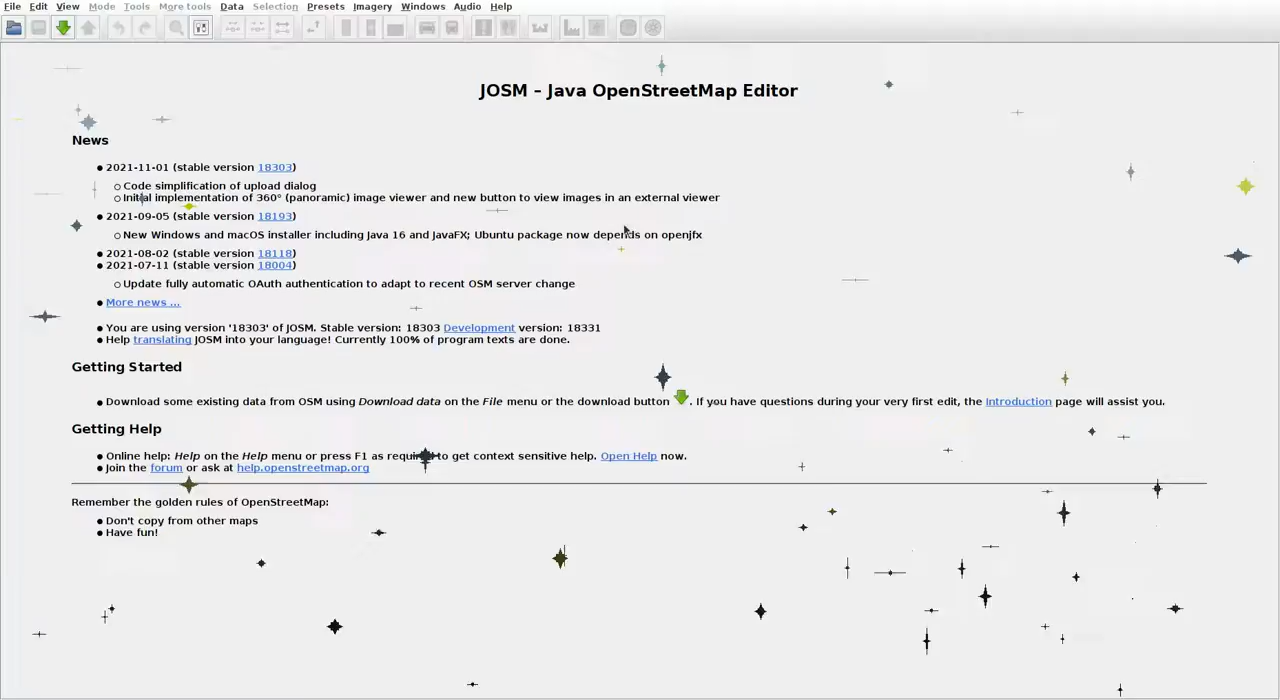 File Edit View Mode Tools More tools Data Selection Presets Imagery Windows Audio Help
JOSM – Java OpenStreetMap Editor
News
2021-11-01 (stable version 18303)
Code simplification of upload dialog
Initial implementation of 360° (panoramic) image viewer and new button to view images in an external viewer
2021-09-05 (stable version 18193)
New Windows and macOS installer including Java 16 and JavaFX; Ubuntu package now depends on openjfx
2021-08-02 (stable version 18118)
2021-07-11 (stable version 18004)
Update fully automatic OAuth authentication to adapt to recent OSM server change
More news ...
You are using version '18303' of JOSM. Stable version: 18303 Development version: 18331
Help translating JOSM into your language! Currently 100% of program texts are done.
Getting Started
Download some existing data from OSM using Download data on the File menu or the download button . If you have questions during your very first edit, the Introduction page will assist you.
Getting Help
Online help: Help on the Help menu or press F1 as required to get context sensitive help. Open Help now.
Join the forum or ask at help.openstreetmap.org
Remember the golden rules of OpenStreetMap:
Don't copy from other maps
Have fun!